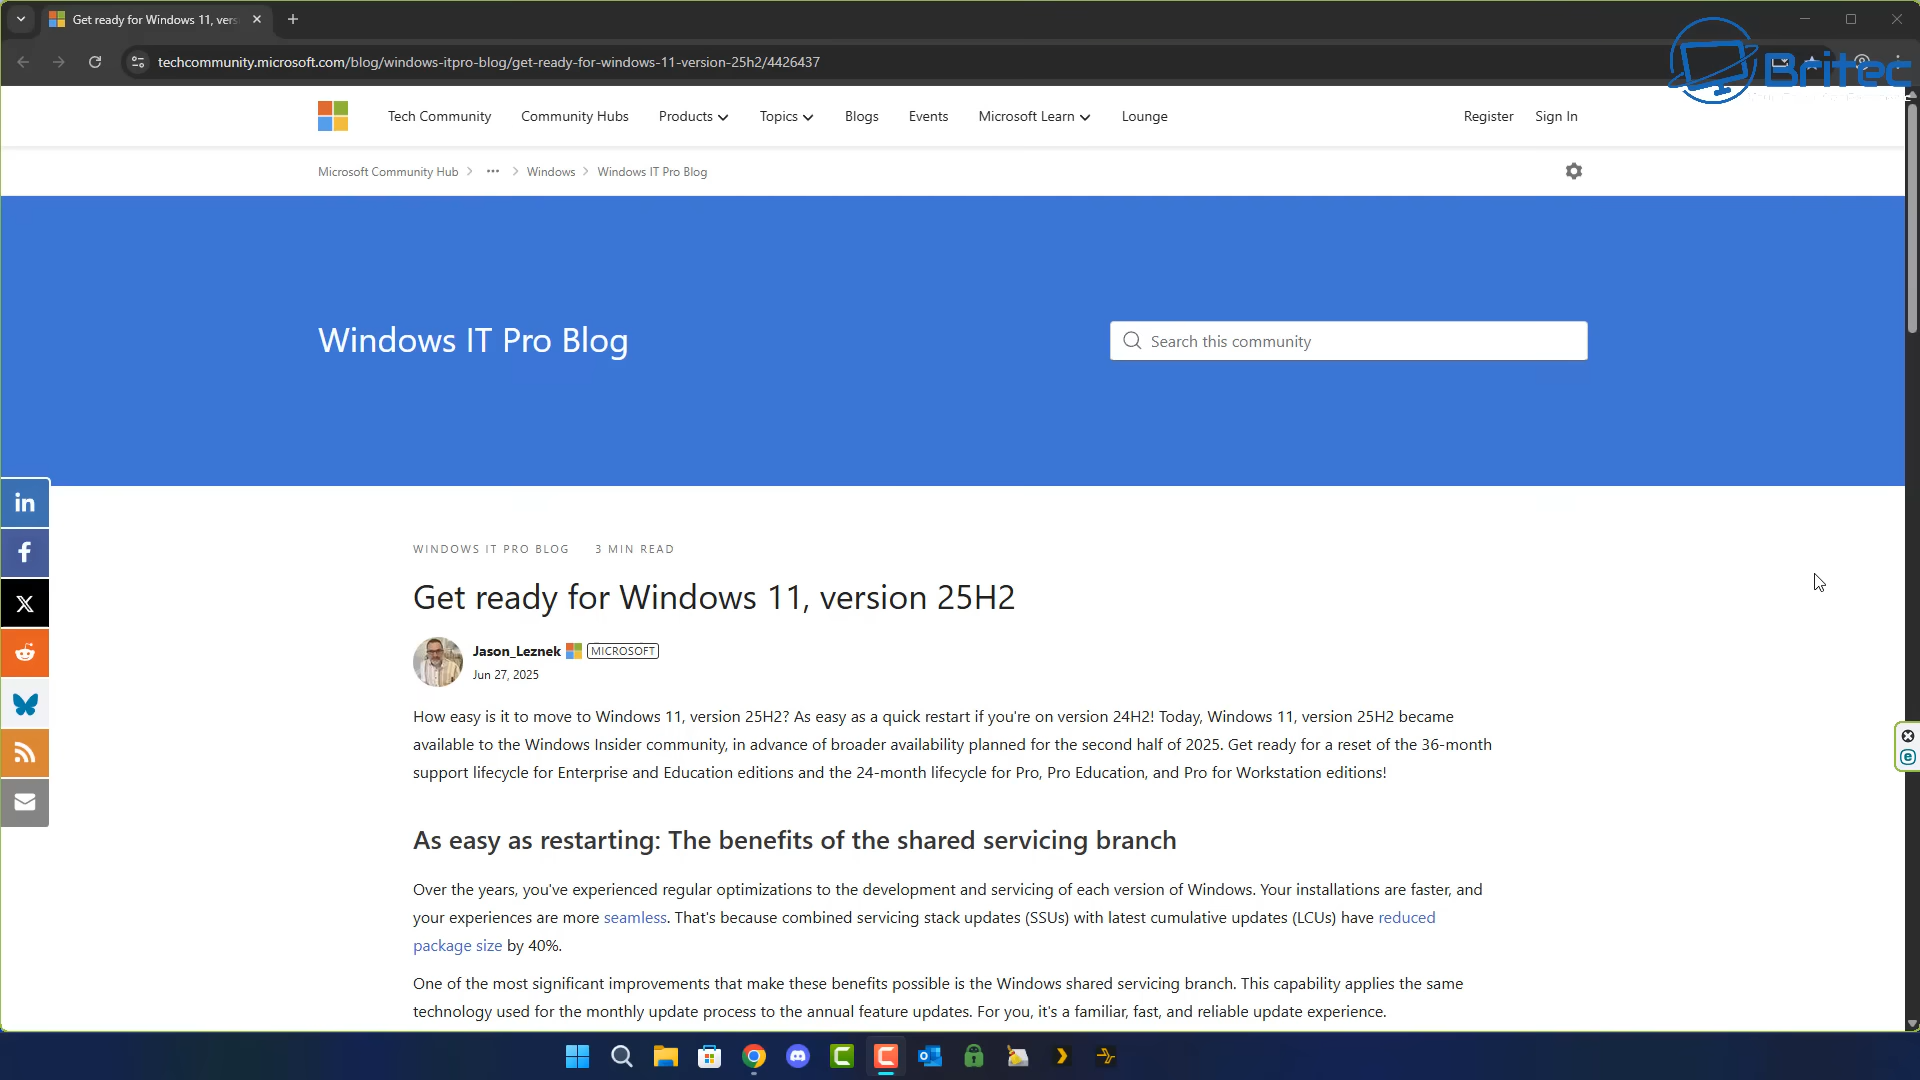 Get ready for Windows 11, vers
techcommunity.microsoft.com/blog/windows-itpro-blog/get-ready-for-windows-11-version-25h2/4426437
Britec
Tech Community Community Hubs Products Topics Blogs Events Microsoft Learn Lounge Register Sign In
Microsoft Community Hub ••• Windows Windows IT Pro Blog
Windows IT Pro Blog
Search this community
WINDOWS IT PRO BLOG 3 MIN READ
Get ready for Windows 11, version 25H2
Jason_Leznek MICROSOFT
Jun 27, 2025
How easy is it to move to Windows 11, version 25H2? As easy as a quick restart if you're on version 24H2! Today, Windows 11, version 25H2 became
available to the Windows Insider community, in advance of broader availability planned for the second half of 2025. Get ready for a reset of the 36-month
support lifecycle for Enterprise and Education editions and the 24-month lifecycle for Pro, Pro Education, and Pro for Workstation editions!
As easy as restarting: The benefits of the shared servicing branch
Over the years, you've experienced regular optimizations to the development and servicing of each version of Windows. Your installations are faster, and
your experiences are more seamless. That's because combined servicing stack updates (SSUs) with latest cumulative updates (LCUs) have reduced
package size by 40%.
One of the most significant improvements that make these benefits possible is the Windows shared servicing branch. This capability applies the same
technology used for the monthly update process to the annual feature updates. For you, it's a familiar, fast, and reliable update experience.